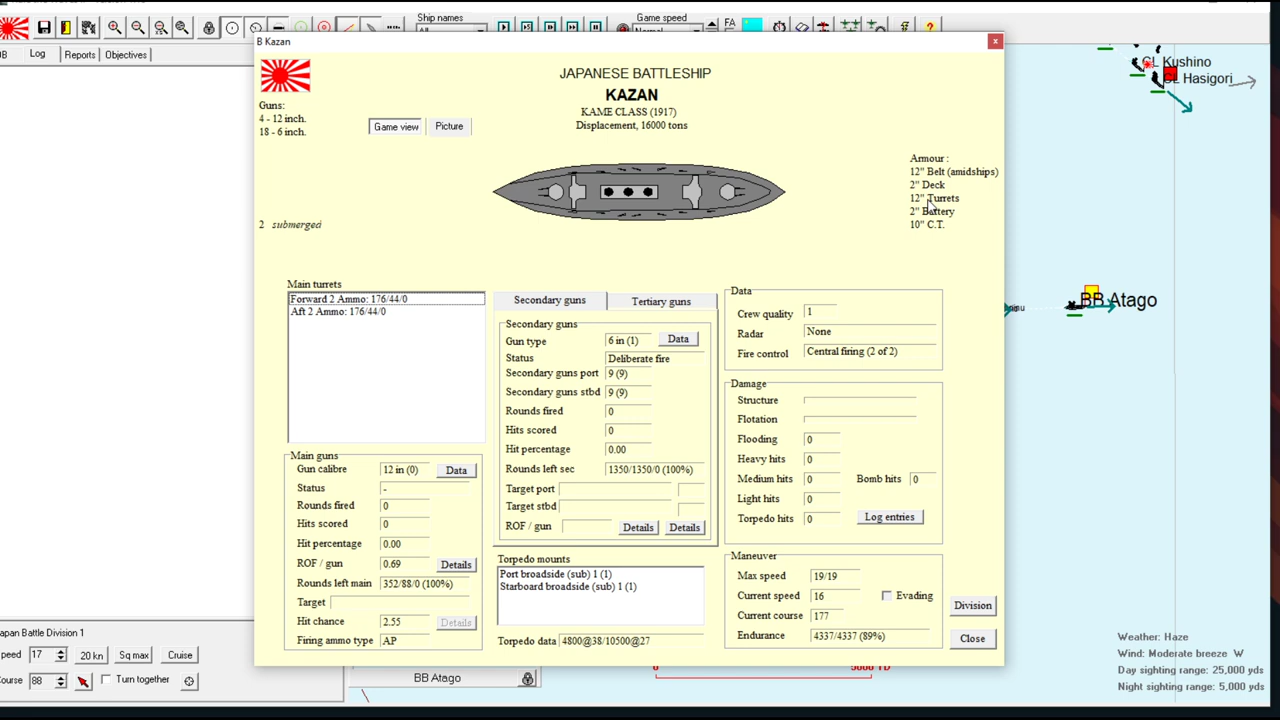 Ship names
Game speed
FA
Normal
Log
Reports
Objectives
B Kazan
x
JAPANESE BATTLESHIP
KAZAN
KAME CLASS (1917)
Displacement, 16000 tons
Guns:
4 - 12 inch.
18 - 6 inch.
Game view
Picture
Armour :
12" Belt (amidships)
2" Deck
12" Turrets
2" Battery
10" C.T.
2 submerged
CL Kushino
CL Hasigori
BB Atago
Main turrets
Forward 2 Ammo: 176/44/0
Aft 2 Ammo: 176/44/0
Main guns
Gun calibre 12 in (0) Data
Status -
Rounds fired 0
Hits scored 0
Hit percentage 0.00
ROF / gun 0.69 Details
Rounds left main 352/88/0 (100%)
Target
Hit chance 2.55 Details
Firing ammo type AP
Secondary guns
Tertiary guns
Secondary guns
Gun type 6 in (1) Data
Status Deliberate fire
Secondary guns port 9 (9)
Secondary guns stbd 9 (9)
Rounds fired 0
Hits scored 0
Hit percentage 0.00
Rounds left sec 1350/1350/0 (100%)
Target port
Target stbd
ROF / gun Details Details
Torpedo mounts
Port broadside (sub) 1 (1)
Starboard broadside (sub) 1 (1)
Torpedo data 4800@38/10500@27
Data
Crew quality 1
Radar None
Fire control Central firing (2 of 2)
Damage
Structure
Flotation
Flooding 0
Heavy hits 0
Medium hits 0 Bomb hits 0
Light hits 0
Torpedo hits 0 Log entries
Maneuver
Max speed 19/19
Current speed 16 Evading
Current course 177
Endurance 4337/4337 (89%)
Division
Close
apan Battle Division 1
peed 17 20 kn Sq max Cruise
Course 88 Turn together
BB Atago
0 5000 YD
Weather: Haze
Wind: Moderate breeze W
Day sighting range: 25,000 yds
Night sighting range: 5,000 yds